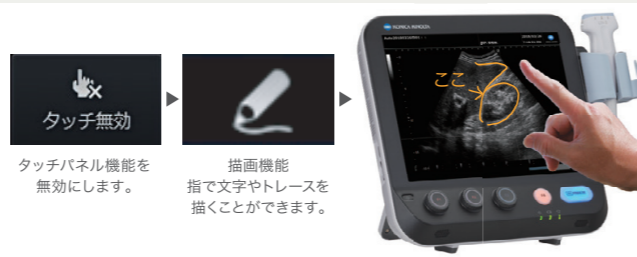 タッチ無効
タッチパネル機能を
無効にします。
描画機能
指で文字やトレースを
描くことができます。
KONICA MINOLTA
ここ